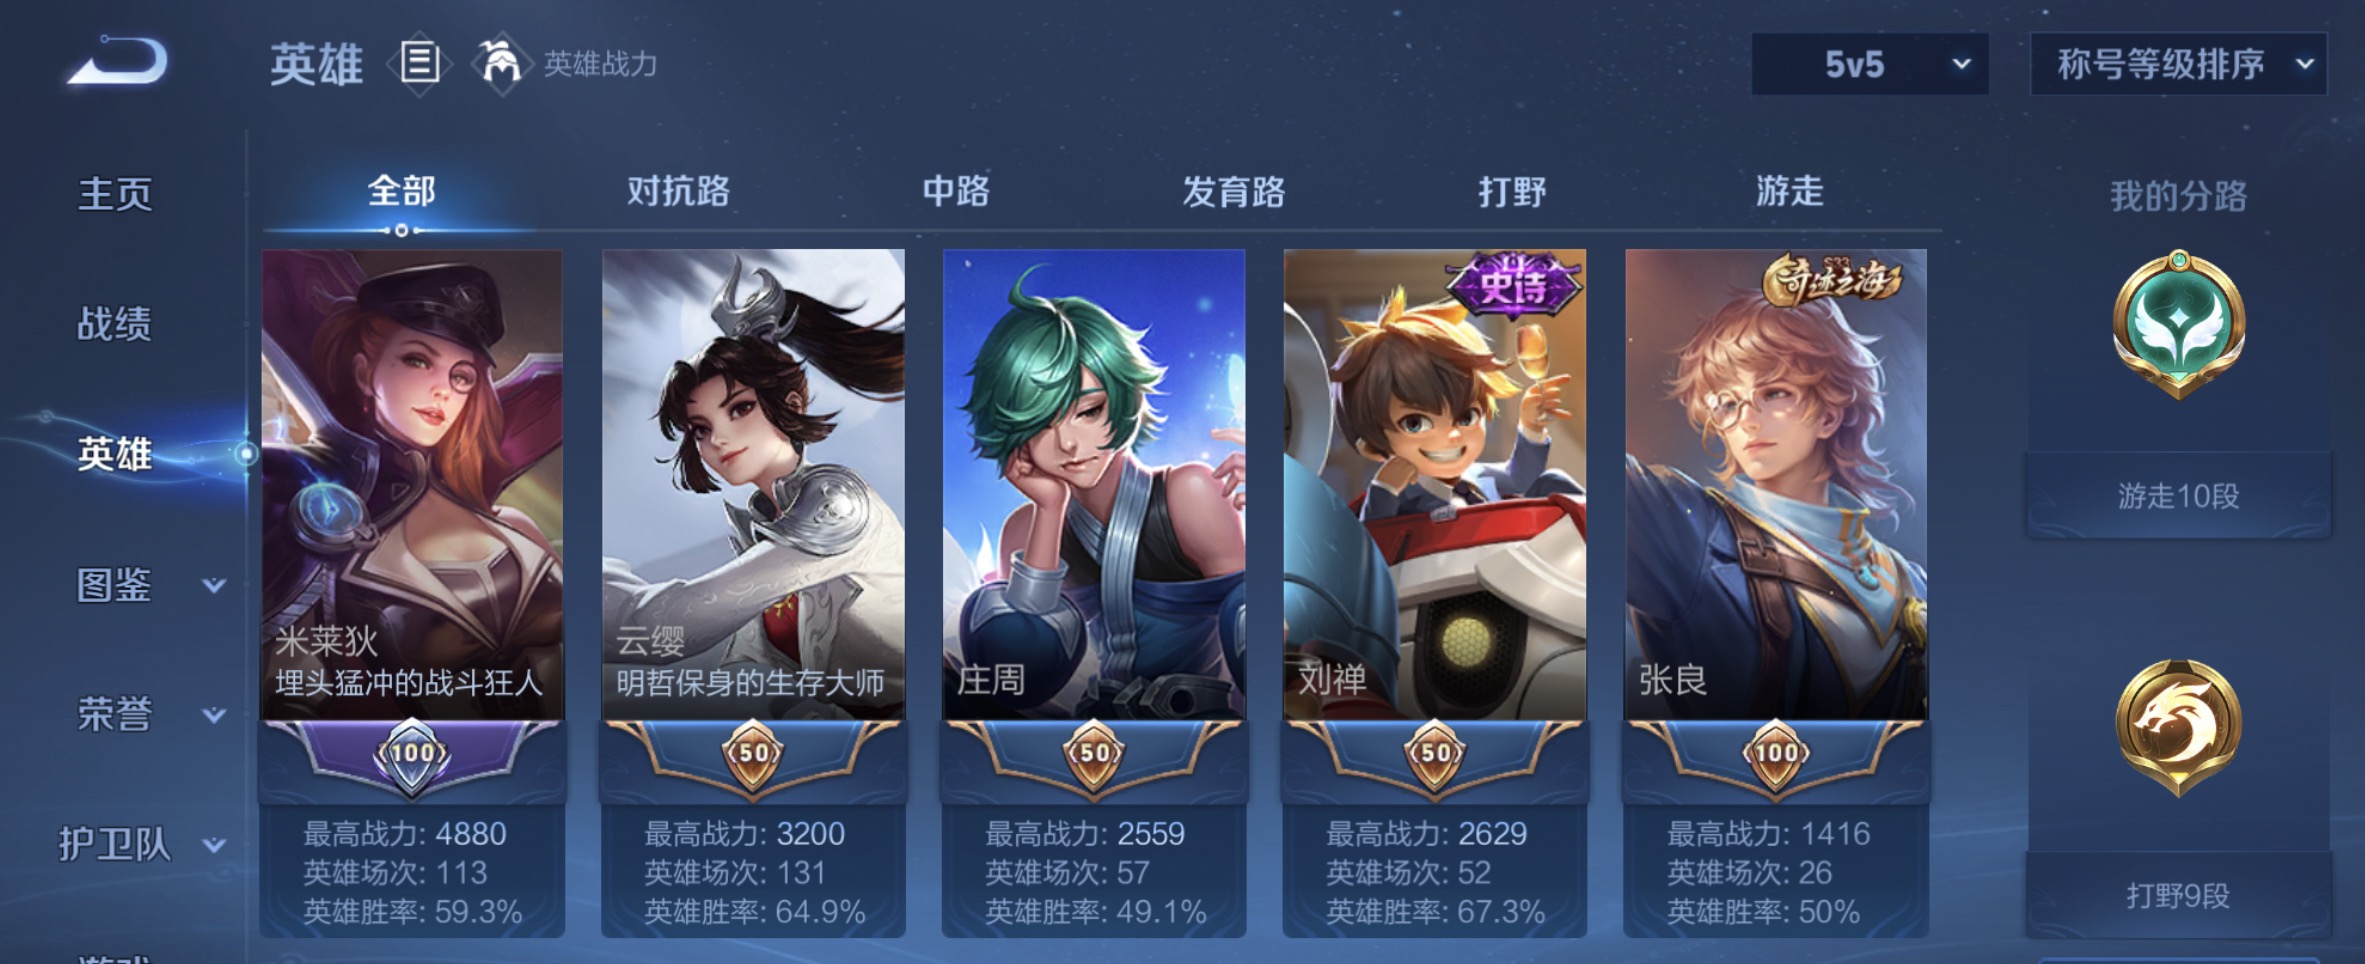 英雄
英雄战力
5v5
称号等级排序
主页
战绩
英雄
图鉴
荣誉
护卫队
游戏
全部
对抗路
中路
发育路
打野
游走
我的分路
米莱狄
埋头猛冲的战斗狂人
100
最高战力: 4880
英雄场次: 113
英雄胜率: 59.3%
云缨
明哲保身的生存大师
50
最高战力: 3200
英雄场次: 131
英雄胜率: 64.9%
庄周
50
最高战力: 2559
英雄场次: 57
英雄胜率: 49.1%
史诗
刘禅
50
最高战力: 2629
英雄场次: 52
英雄胜率: 67.3%
S33
奇迹之海
张良
100
最高战力: 1416
英雄场次: 26
英雄胜率: 50%
游走10段
打野9段